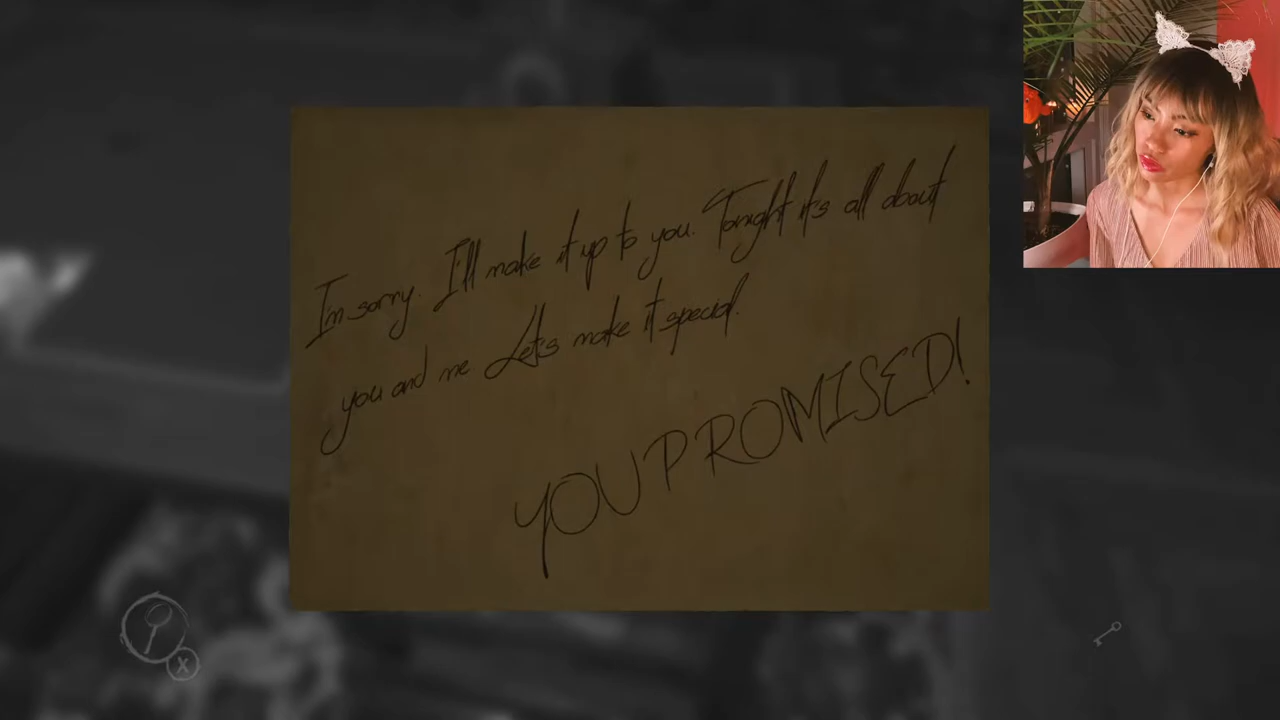 I'm sorry. I'll make it up to you. Tonight it's all about
you and me. Let's make it special.
YOU PROMISED!
X